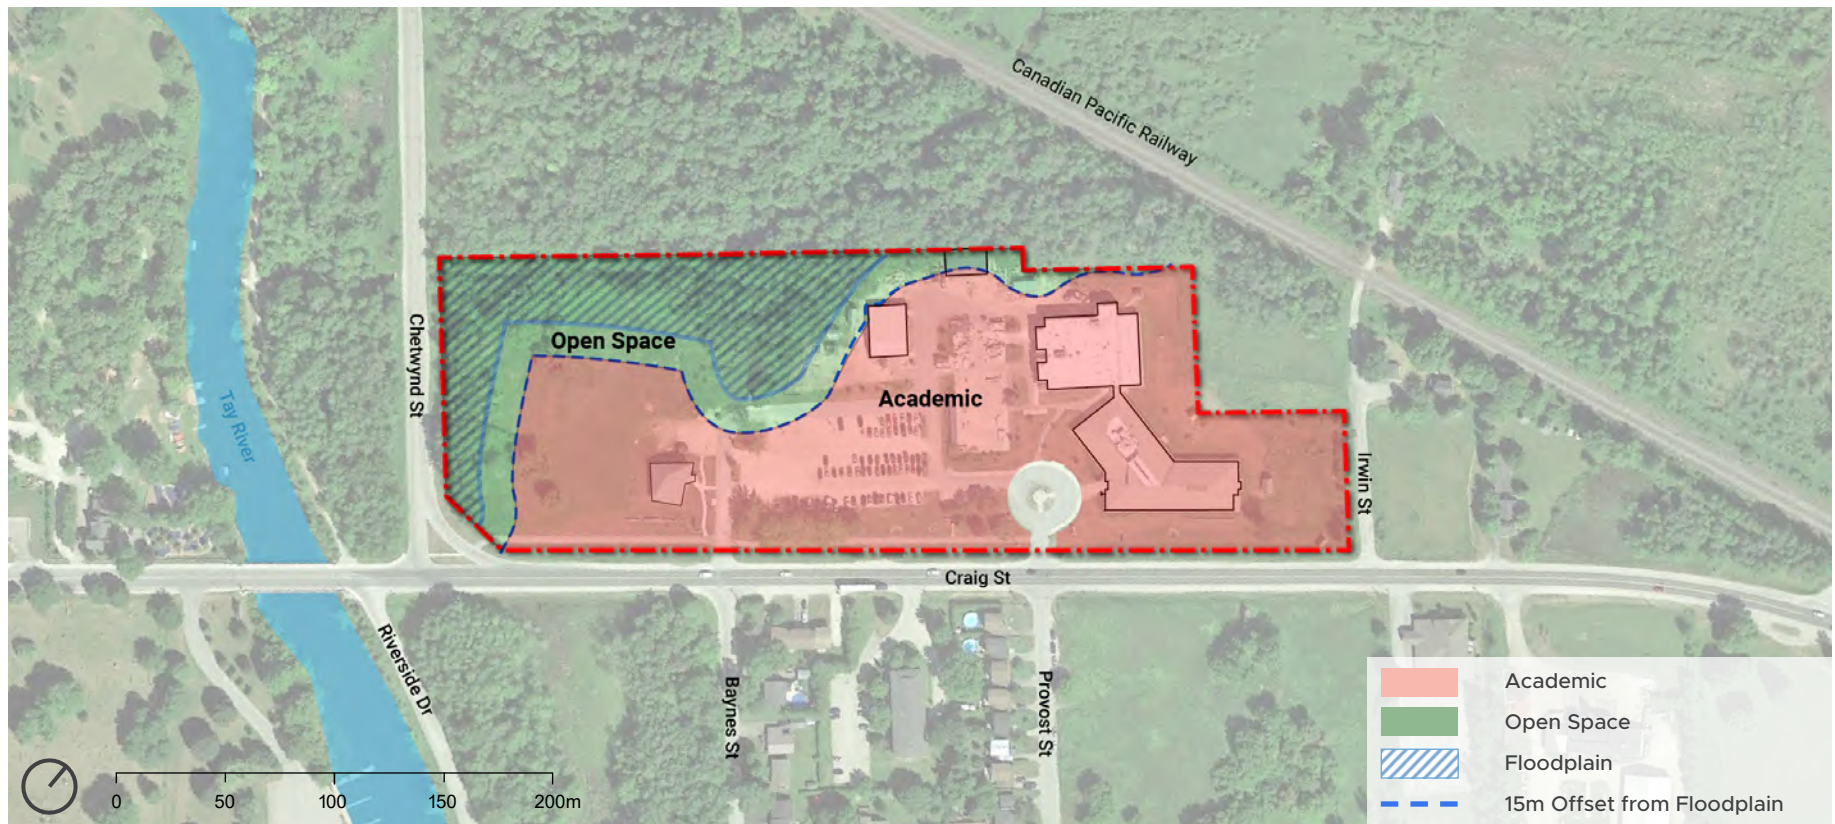 Canadian Pacific Railway
Chetwynd St
Open Space
Academic
Tay River
Irwin St
Craig St
Riverside Dr
Baynes St
Provost St
Academic
Open Space
Floodplain
15m Offset from Floodplain
0 50 100 150 200m